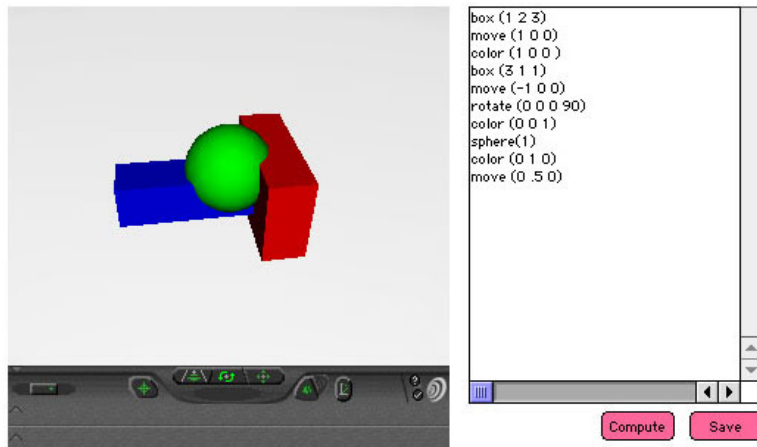 box (1 2 3)
move (1 0 0)
color (1 0 0 )
box (3 1 1)
move (-1 0 0)
rotate (0 0 0 90)
color (0 0 1)
sphere(1)
color (0 1 0)
move (0 .5 0)
Compute
Save